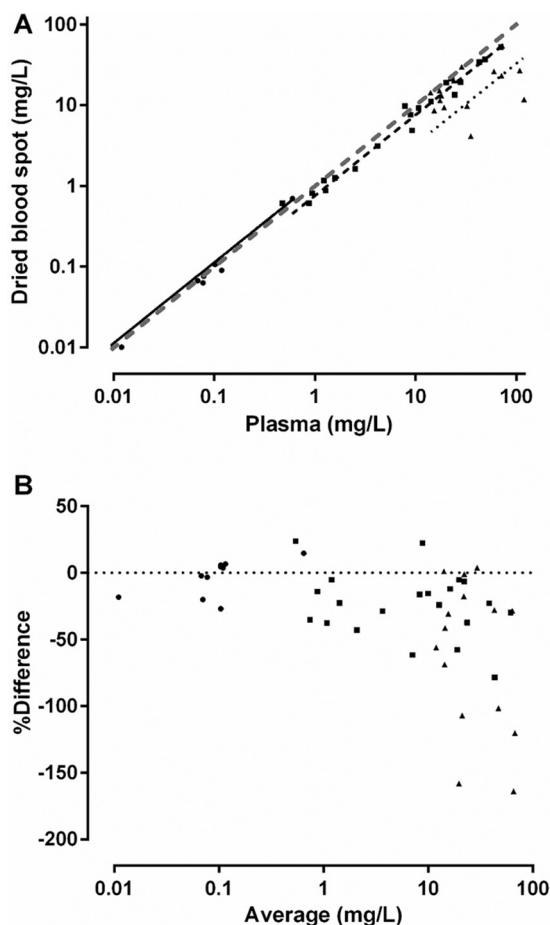 A
Dried blood spot (mg/L)
100
10
1
0.1
0.01
0.01 0.1 1 10 100
Plasma (mg/L)
B
%Difference
50
0
-50
-100
-150
-200
0.01 0.1 1 10 100
Average (mg/L)